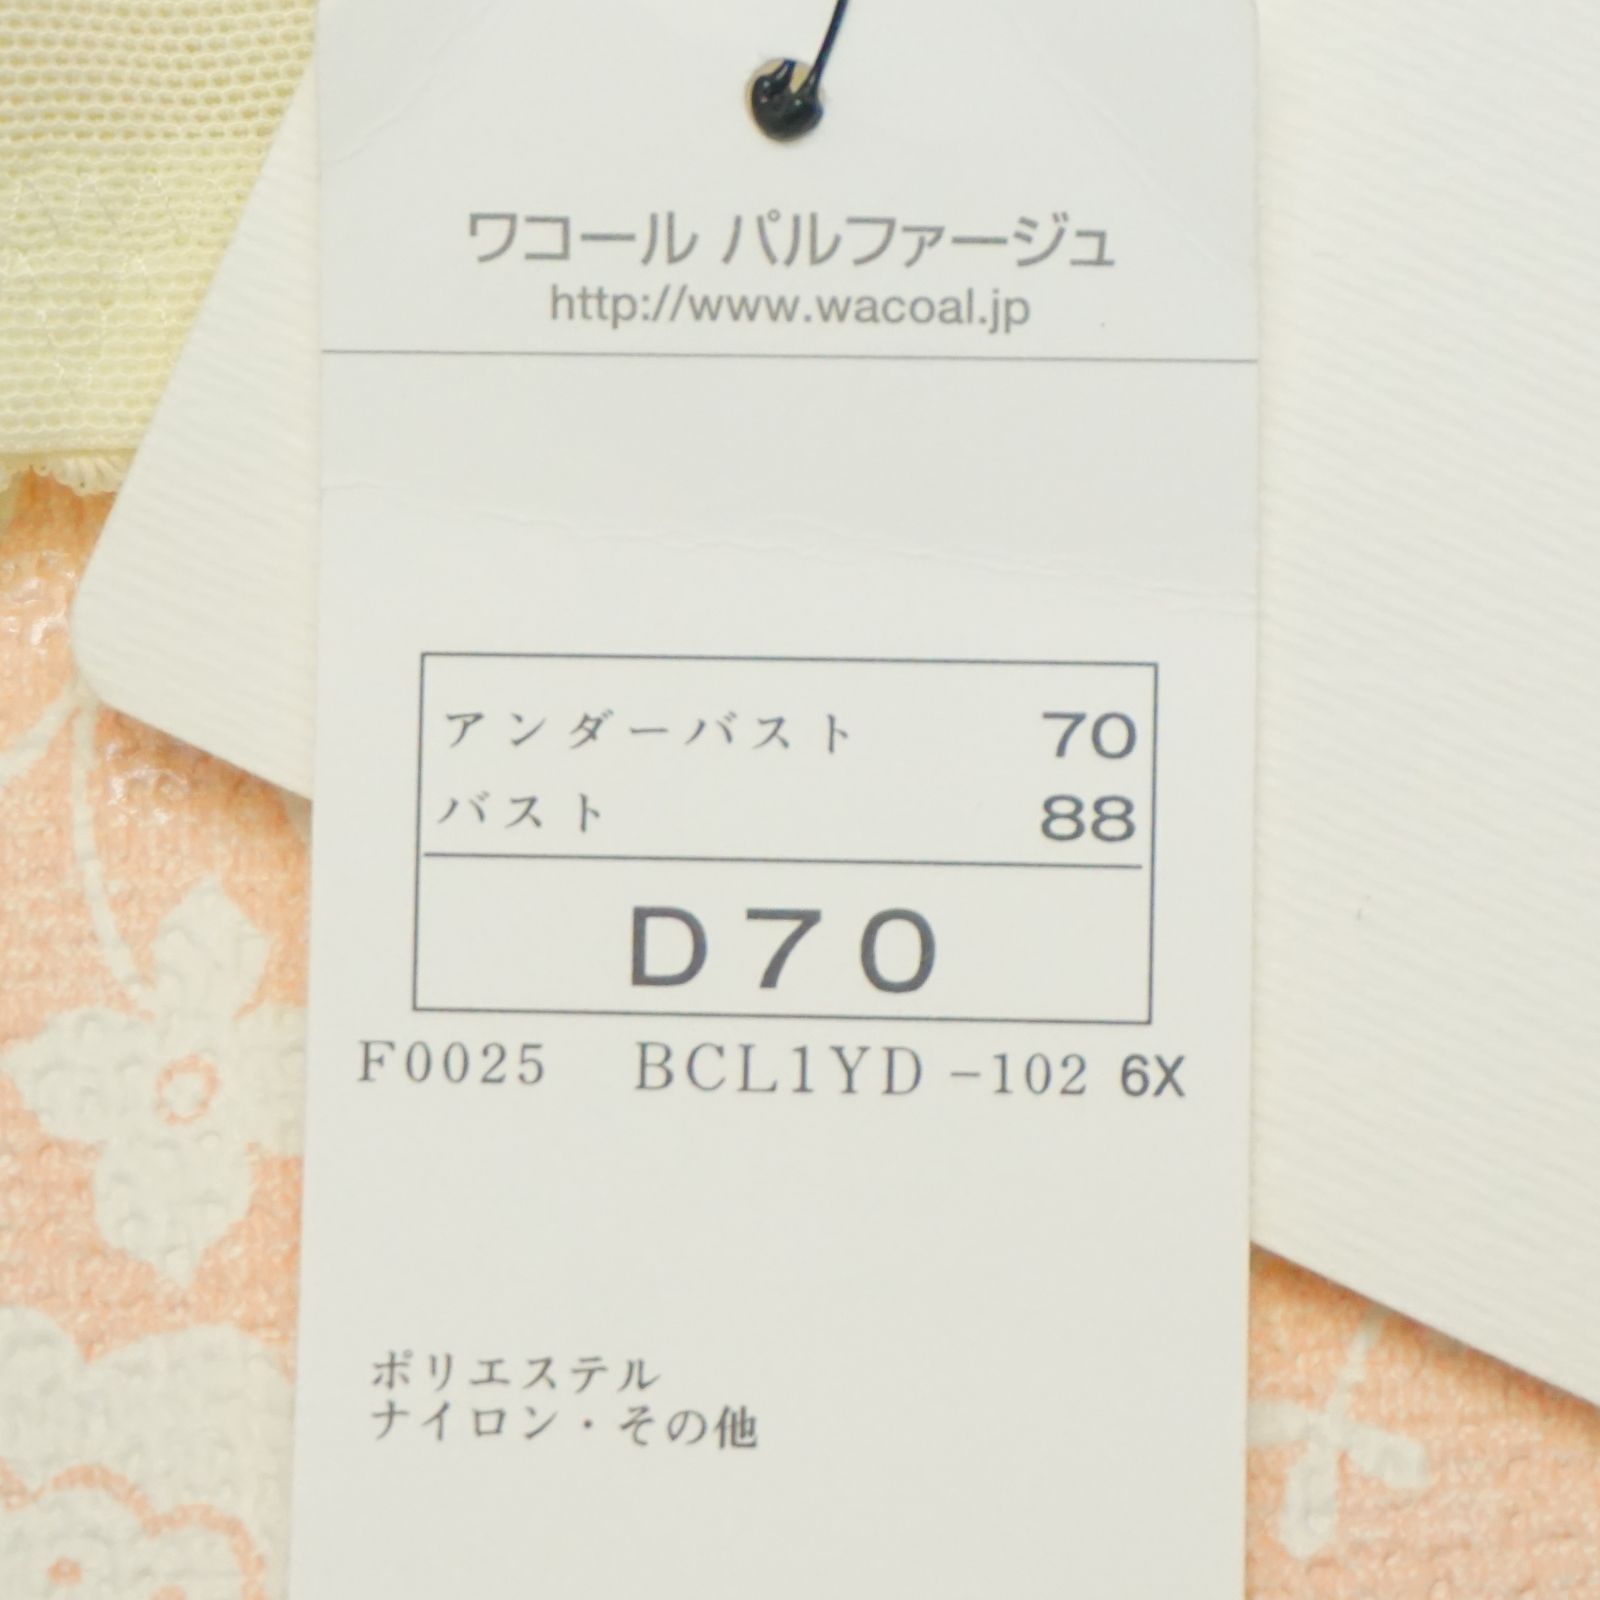 ワコール パルファージュ
http://www.wacoal.jp
アンダーバスト 70
バスト 88
D70
F0025 BCL1YD -102 6X
ポリエステル
ナイロン・その他